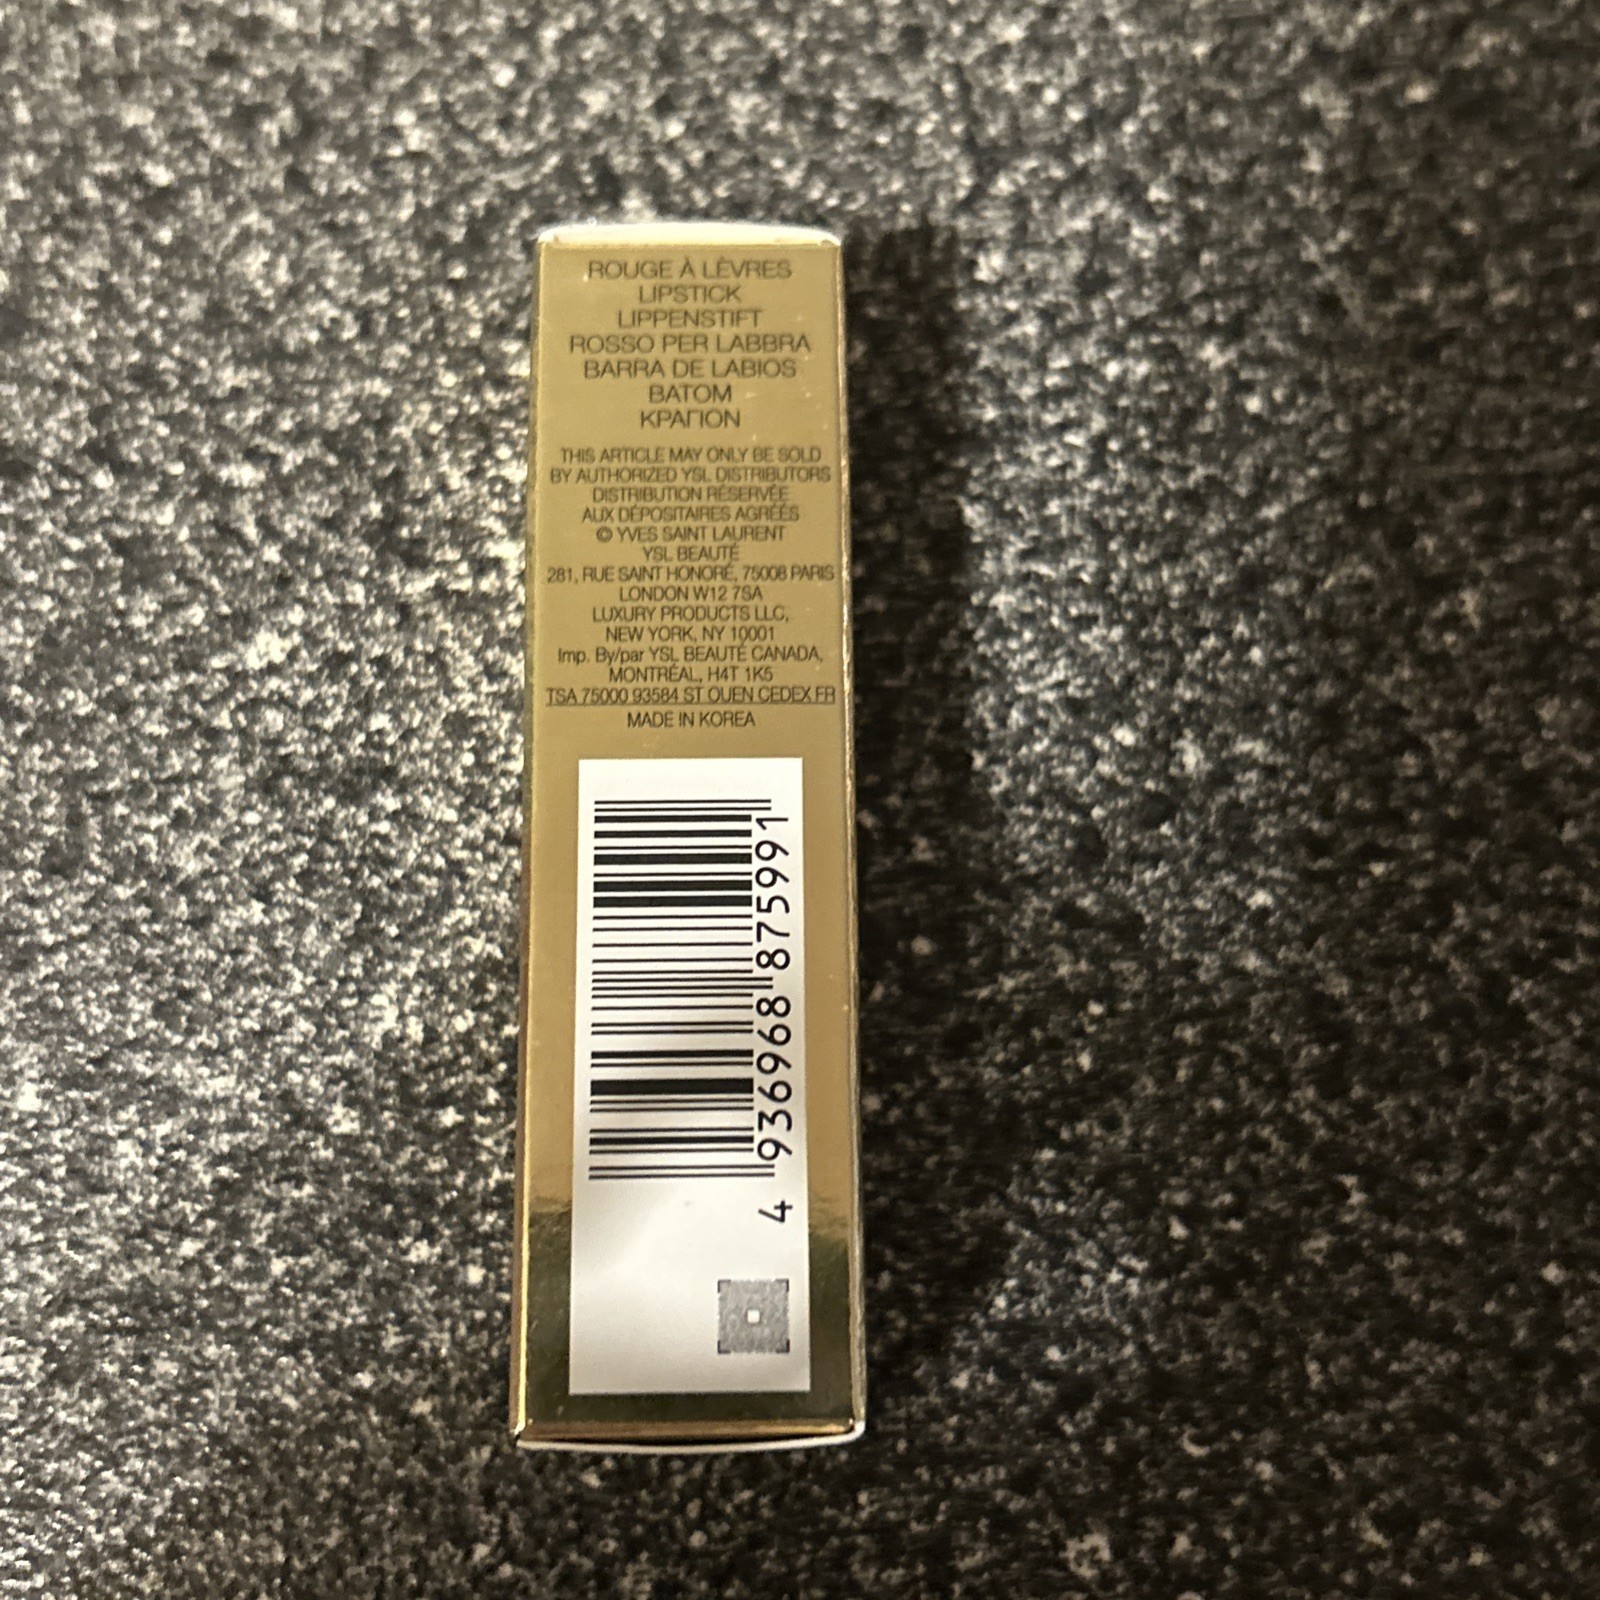 ROUGE À LÈVRES
LIPSTICK
LIPPENSTIFT
ROSSO PER LABBRA
BARRA DE LABIOS
BATOM
ΚΡΑΓΙΟΝ
THIS ARTICLE MAY ONLY BE SOLD
BY AUTHORIZED YSL DISTRIBUTORS
DISTRIBUTION RÉSERVÉE
AUX DÉPOSITAIRES AGRÉÉS
© YVES SAINT LAURENT
YSL BEAUTÉ
281, RUE SAINT HONORÉ, 75008 PARIS
LONDON W12 7SA
LUXURY PRODUCTS LLC,
NEW YORK, NY 10001
Imp. By/par YSL BEAUTÉ CANADA,
MONTRÉAL, H4T 1K5
TSA 75000 93584 ST OUEN CEDEX FR
MADE IN KOREA
4 936968 875991